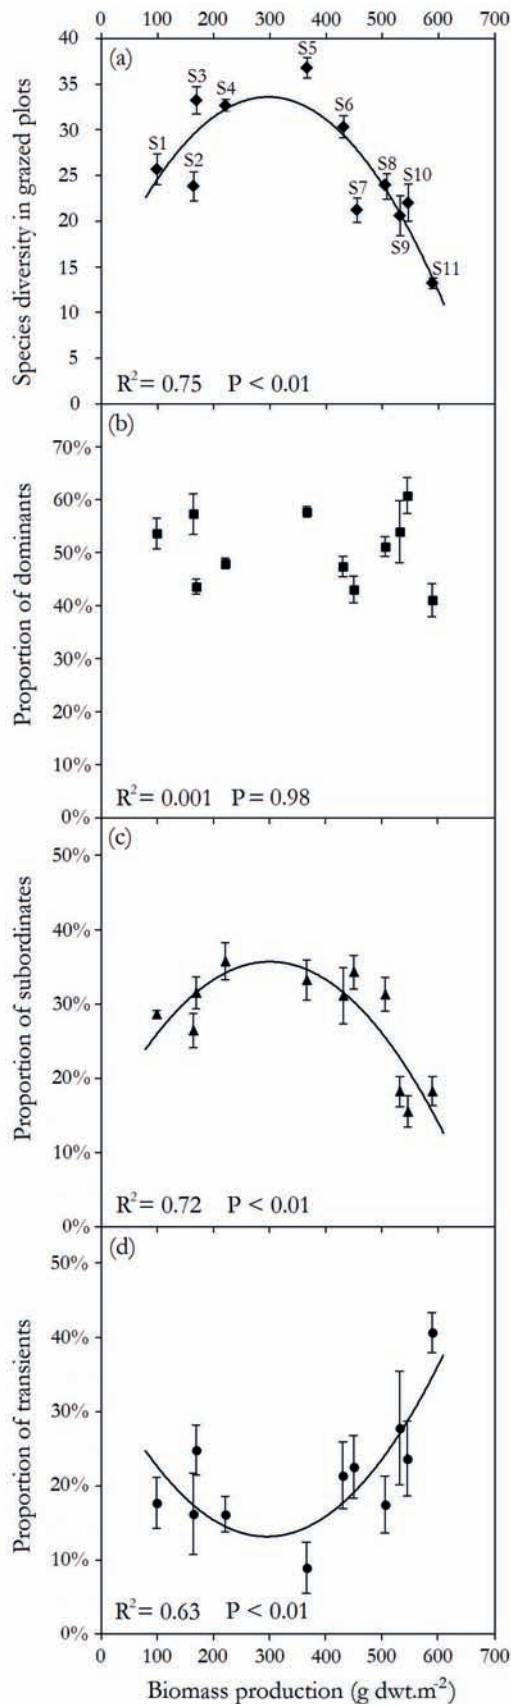 0 100 200 300 400 500 600 700
Species diversity in grazed plots
40
35
30
25
20
15
10
5
0
(a)
S1
S2
S3
S4
S5
S6
S7
S8
S9
S10
S11
R² = 0.75 P < 0.01
Proportion of dominants
70%
60%
50%
40%
30%
20%
10%
0%
(b)
R² = 0.001 P = 0.98
Proportion of subordinates
50%
40%
30%
20%
10%
0%
(c)
R² = 0.72 P < 0.01
Proportion of transients
50%
40%
30%
20%
10%
0%
(d)
R² = 0.63 P < 0.01
0 100 200 300 400 500 600 700
Biomass production (g dwt.m⁻²)